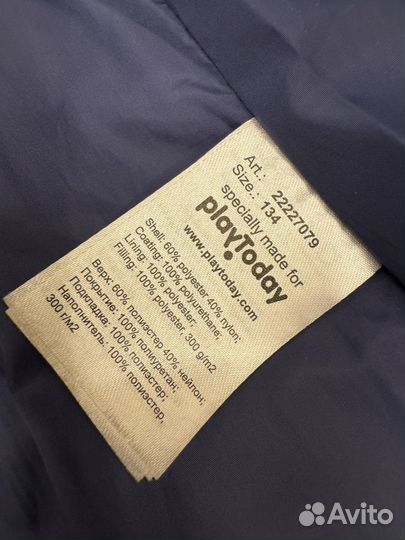 Art.: 22227079
Size.: 134
specially made for
playToday
www.playtoday.com
Shell: 60% polyester 40% nylon;
Coating: 100% polyurethane;
Lining: 100% polyester;
Filling: 100% polyester, 300 g/m2
Верх: 60% полиэстер 40% нейлон;
Покрытие: 100% полиуретан;
Подкладка: 100% полиэстер;
Наполнитель: 100% полиэстер,
300 г/м2
Avito